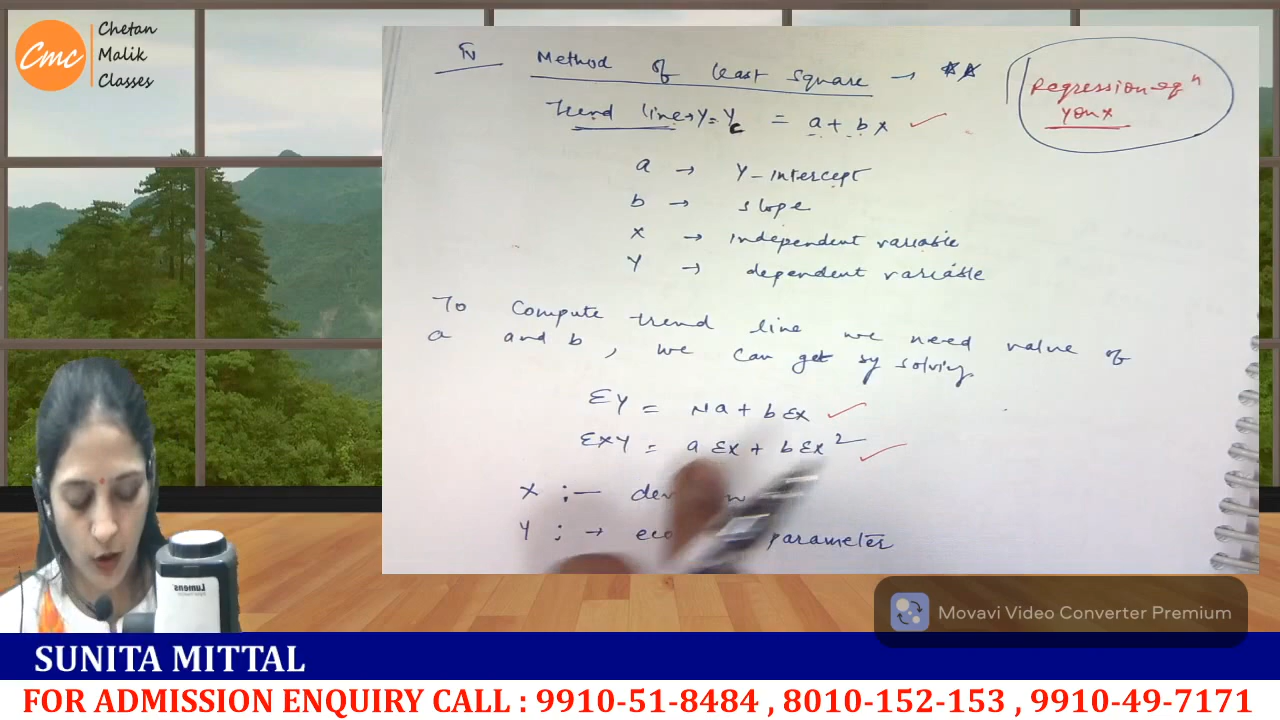 cmc
Chetan
Malik
Classes
iv Method of least square → ★★
Regression eqn
Y on X
Trend line → Y = Yc = a + bx
a → Y-intercept
b → slope
x → independent variable
Y → dependent variable
To compute trend line we need value of
a and b, we can get by solving
ΣY = Na + bΣx
ΣXY = aΣx + bΣx²
X :—
Y : → parameter
Lumens
Movavi Video Converter Premium
SUNITA MITTAL
FOR ADMISSION ENQUIRY CALL : 9910-51-8484 , 8010-152-153 , 9910-49-7171